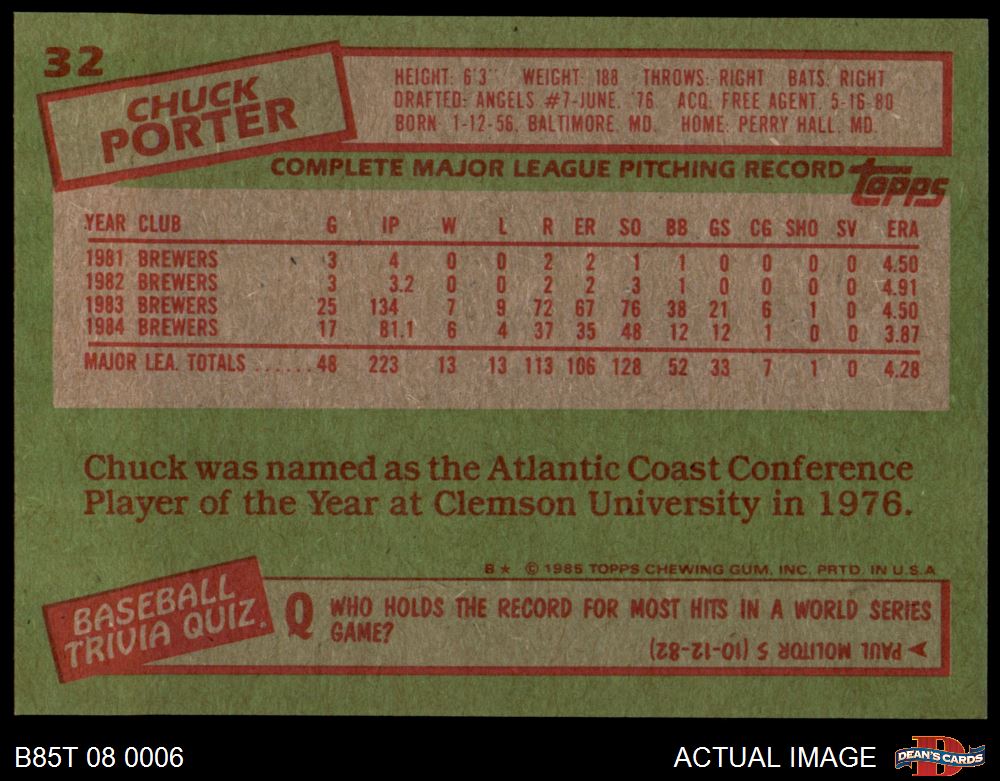 32
CHUCK
PORTER
HEIGHT: 6'3" WEIGHT: 188 THROWS: RIGHT BATS: RIGHT
DRAFTED: ANGELS #7-JUNE, '76 ACQ: FREE AGENT, 5-16-80
BORN: 1-12-56, BALTIMORE, MD. HOME: PERRY HALL, MD.
COMPLETE MAJOR LEAGUE PITCHING RECORD topps
YEAR CLUB G IP W L R ER SO BB GS CG SHO SV ERA
1981 BREWERS 3 4 0 0 2 2 1 1 0 0 0 0 4.50
1982 BREWERS 3 3.2 0 0 2 2 3 1 0 0 0 0 4.91
1983 BREWERS 25 134 7 9 72 67 76 38 21 6 1 0 4.50
1984 BREWERS 17 81.1 6 4 37 35 48 12 12 1 0 0 3.87
MAJOR LEA. TOTALS ...... 48 223 13 13 113 106 128 52 33 7 1 0 4.28
Chuck was named as the Atlantic Coast Conference
Player of the Year at Clemson University in 1976.
B★ © 1985 TOPPS CHEWING GUM, INC. PRTD. IN U.S.A
BASEBALL
TRIVIA QUIZ.
Q WHO HOLDS THE RECORD FOR MOST HITS IN A WORLD SERIES
GAME?
➤ PAUL MOLITOR 5 (10-12-82)
B85T 08 0006
ACTUAL IMAGE
D
DEAN'S CARDS